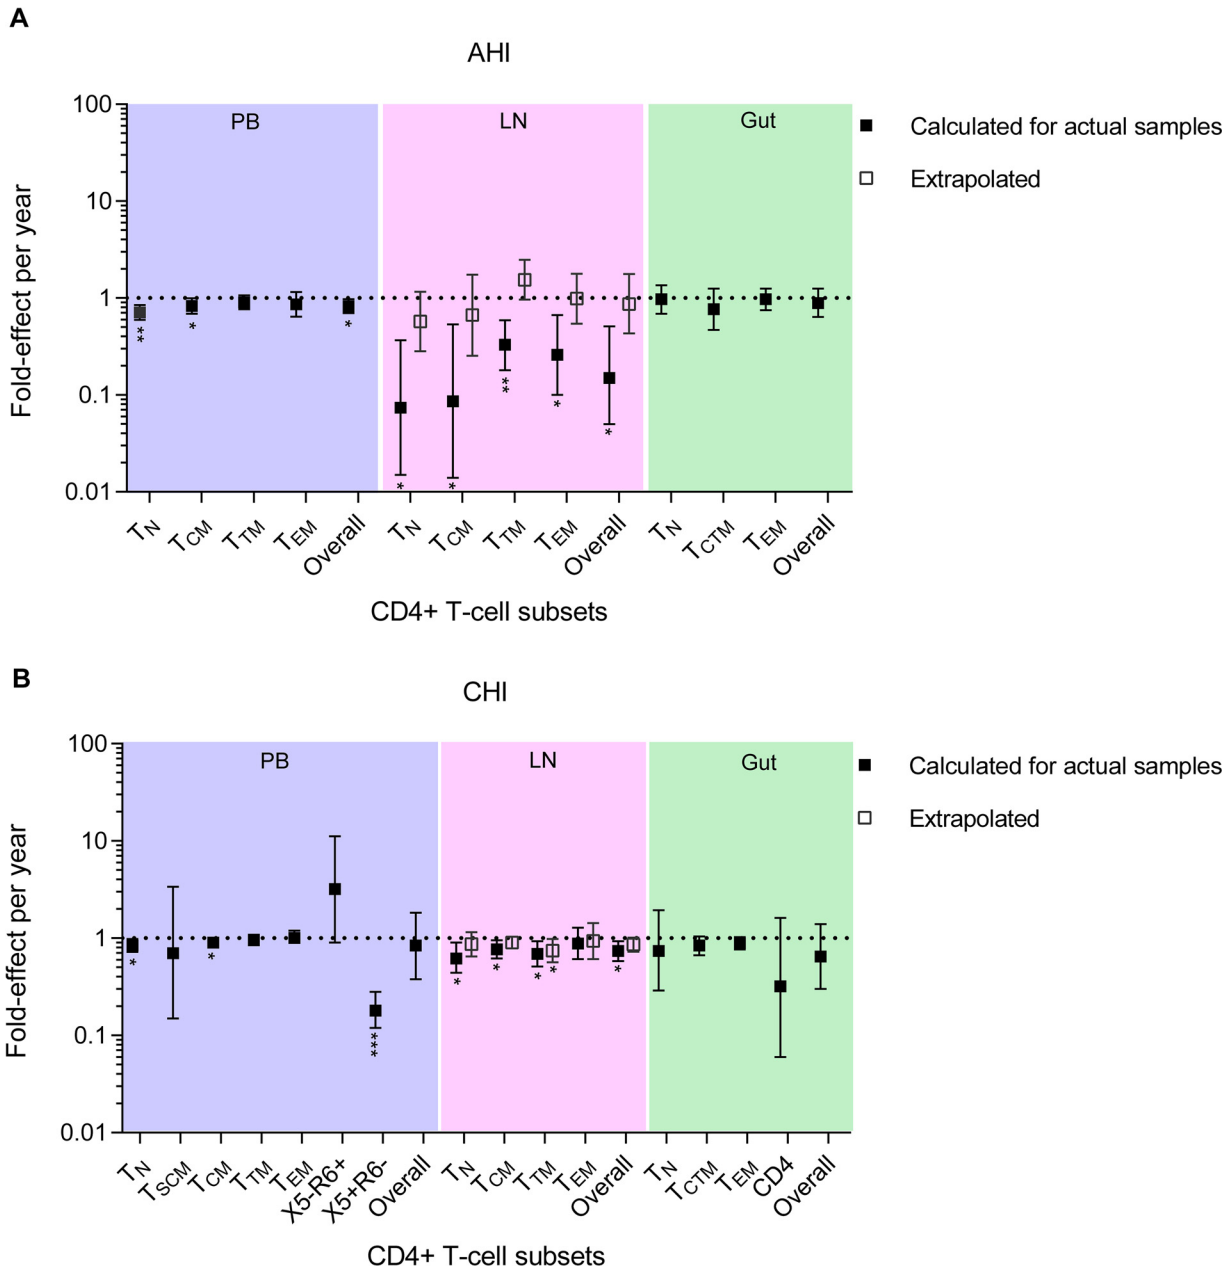 A
AHI
PB LN Gut
Calculated for actual samples
Extrapolated
Fold-effect per year
100
10
1
0.1
0.01
** * * * * ** * *
TN TCM TTM TEM Overall TN TCM TTM TEM Overall TN TCTM TEM Overall
CD4+ T-cell subsets
B
CHI
PB LN Gut
Calculated for actual samples
Extrapolated
Fold-effect per year
100
10
1
0.1
0.01
* * *** * * * * *
TN TSCM TCM TTM TEM X5-R6+ X5+R6- Overall TN TCM TTM TEM Overall TN TCTM TEM CD4 Overall
CD4+ T-cell subsets